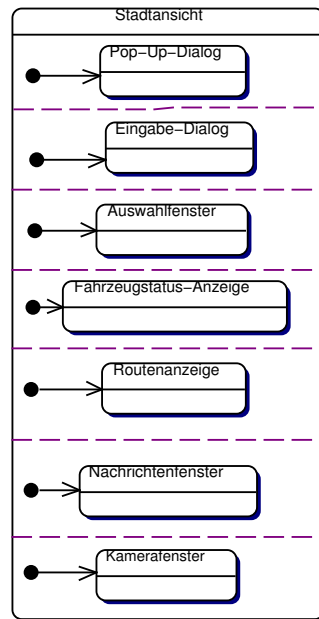 Stadtansicht
Pop-Up-Dialog
Eingabe-Dialog
Auswahlfenster
Fahrzeugstatus-Anzeige
Routenanzeige
Nachrichtenfenster
Kamerafenster